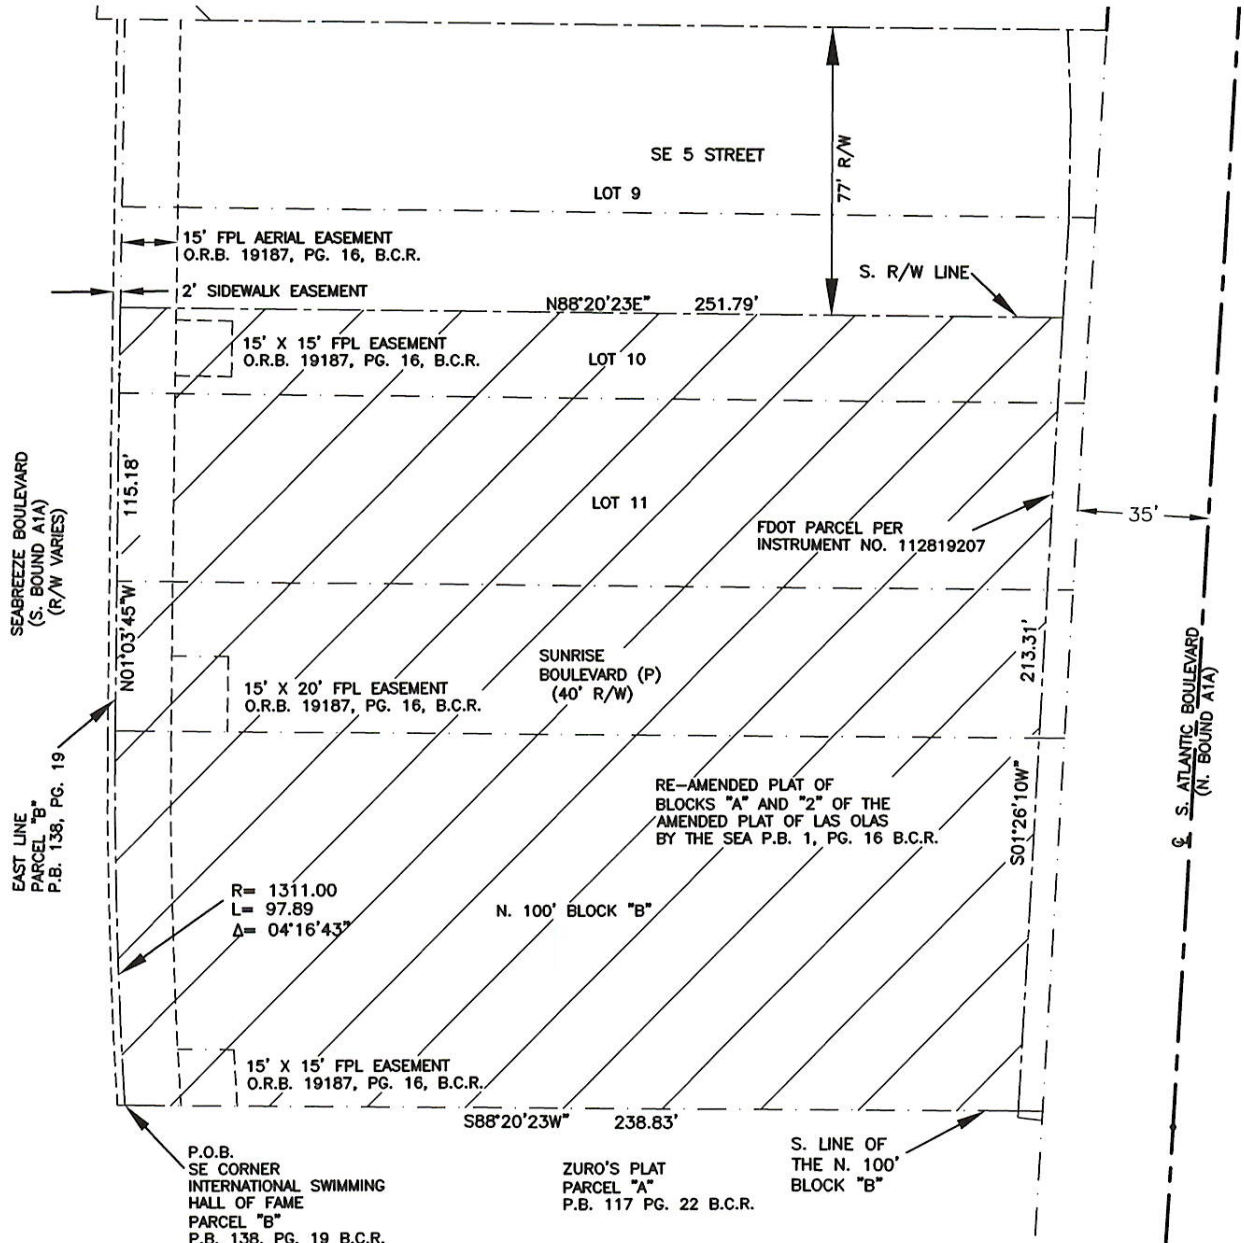 SE 5 STREET
77' R/W
LOT 9
15' FPL AERIAL EASEMENT
O.R.B. 19187, PG. 16, B.C.R.
S. R/W LINE
2' SIDEWALK EASEMENT
N88°20'23E" 251.79'
15' X 15' FPL EASEMENT
O.R.B. 19187, PG. 16, B.C.R.
LOT 10
SEABREEZE BOULEVARD
(S. BOUND A1A)
(R/W VARIES)
115.18'
N01°03'45"W
LOT 11
FDOT PARCEL PER
INSTRUMENT NO. 112819207
35'
SUNRISE
BOULEVARD (P)
(40' R/W)
213.31'
S01°26'10W"
15' X 20' FPL EASEMENT
O.R.B. 19187, PG. 16, B.C.R.
℄ S. ATLANTIC BOULEVARD
(N. BOUND A1A)
EAST LINE
PARCEL "B"
P.B. 138, PG. 19
RE-AMENDED PLAT OF
BLOCKS "A" AND "2" OF THE
AMENDED PLAT OF LAS OLAS
BY THE SEA P.B. 1, PG. 16 B.C.R.
R= 1311.00
L= 97.89
Δ= 04°16'43"
N. 100' BLOCK "B"
15' X 15' FPL EASEMENT
O.R.B. 19187, PG. 16, B.C.R.
S88°20'23W" 238.83'
P.O.B.
SE CORNER
INTERNATIONAL SWIMMING
HALL OF FAME
PARCEL "B"
P.B. 138, PG. 19 B.C.R.
ZURO'S PLAT
PARCEL "A"
P.B. 117 PG. 22 B.C.R.
S. LINE OF
THE N. 100'
BLOCK "B"